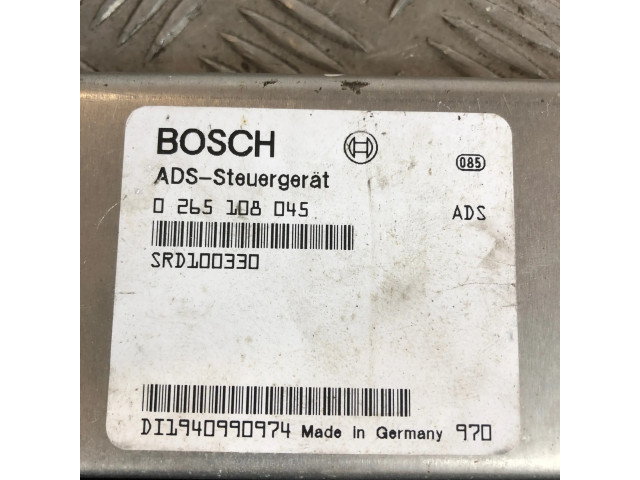 BOSCH
085
ADS-Steuergerät
0 265 108 045 ADS
SRD100330
DI1940990974 Made in Germany 970